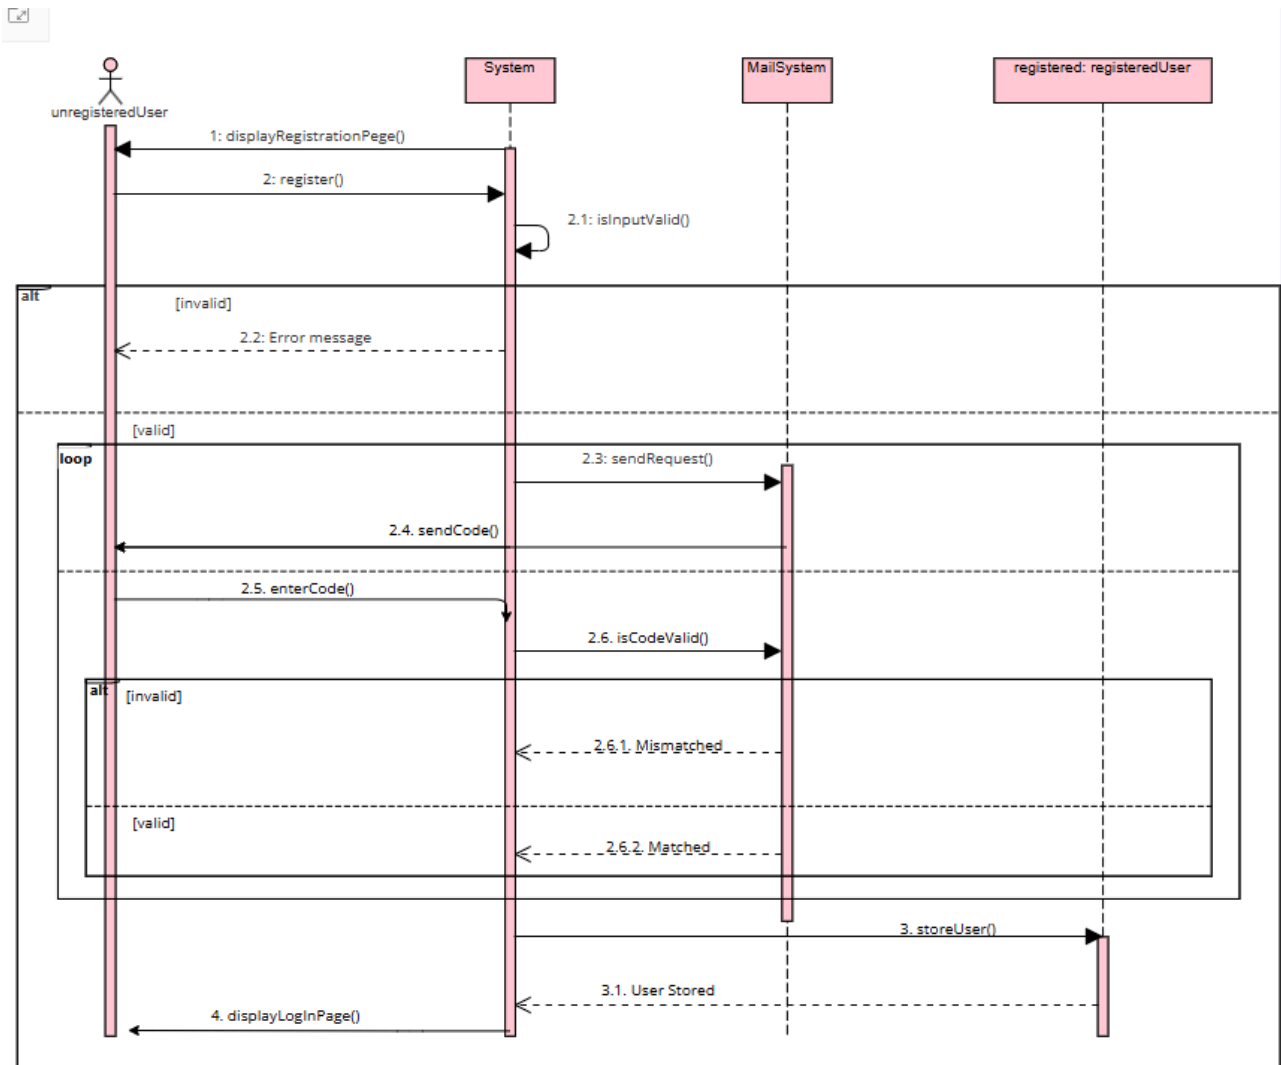 System
MailSystem
registered: registeredUser
unregisteredUser
1: displayRegistrationPege()
2: register()
2.1: isInputValid()
alt
[invalid]
2.2: Error message
[valid]
loop
2.3: sendRequest()
2.4. sendCode()
2.5. enterCode()
2.6. isCodeValid()
alt
[invalid]
2.6.1. Mismatched
[valid]
2.6.2. Matched
3. storeUser()
3.1. User Stored
4. displayLogInPage()